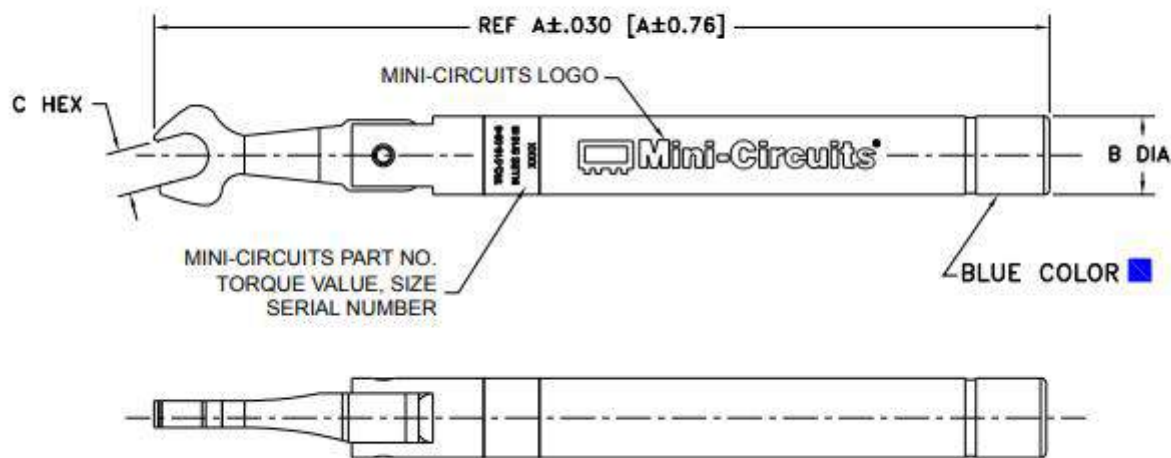 REF A±.030 [A±0.76]
MINI-CIRCUITS LOGO
C HEX
Mini-Circuits®
B DIA
MINI-CIRCUITS PART NO.
TORQUE VALUE, SIZE
SERIAL NUMBER
BLUE COLOR
XXXXX